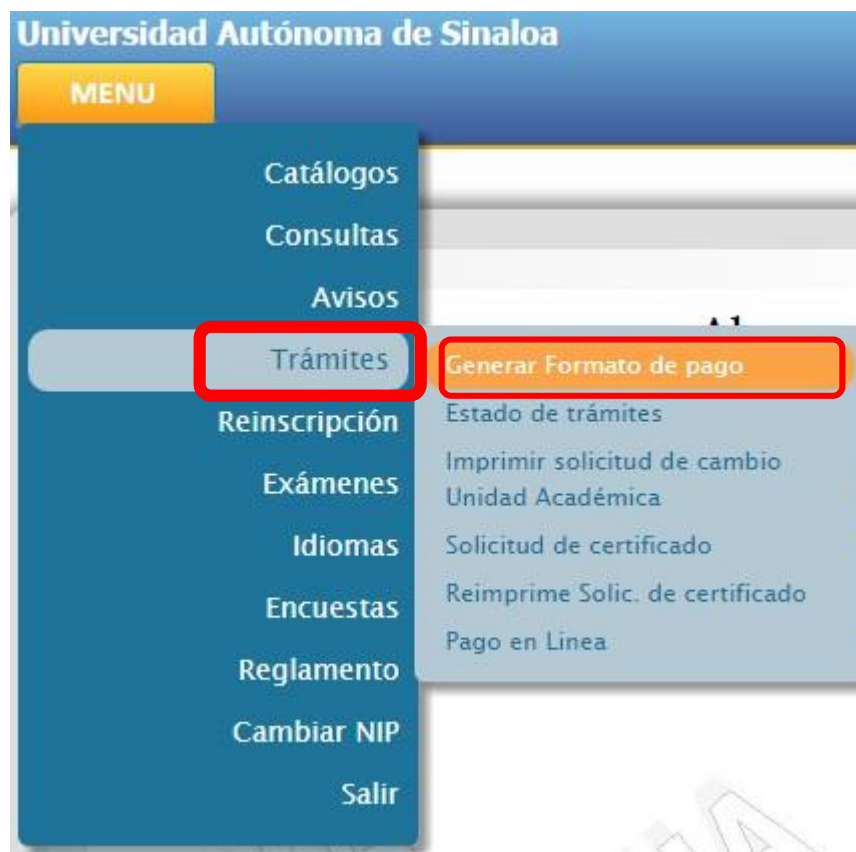 Universidad Autónoma de Sinaloa
MENU
Catálogos
Consultas
Avisos
Trámites
Generar Formato de pago
Estado de trámites
Imprimir solicitud de cambio
Unidad Académica
Solicitud de certificado
Reimprime Solic. de certificado
Pago en Linea
Reinscripción
Exámenes
Idiomas
Encuestas
Reglamento
Cambiar NIP
Salir